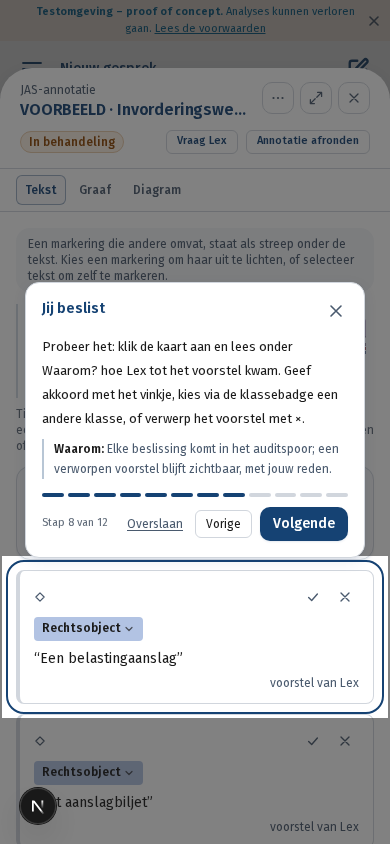 Testomgeving – proof of concept. Analyses kunnen verloren
gaan. Lees de voorwaarden
Nieuw gesprek
JAS-annotatie
VOORBEELD · Invorderingswe...
In behandeling
Vraag Lex
Annotatie afronden
Tekst
Graaf
Diagram
Een markering die andere omvat, staat als streep onder de
tekst. Kies een markering om haar uit te lichten, of selecteer
tekst om zelf te markeren.
Jij beslist
Probeer het: klik de kaart aan en lees onder
Waarom? hoe Lex tot het voorstel kwam. Geef
akkoord met het vinkje, kies via de klassebadge een
andere klasse, of verwerp het voorstel met ×.
Waarom: Elke beslissing komt in het auditspoor; een
verworpen voorstel blijft zichtbaar, met jouw reden.
Stap 8 van 12
Overslaan
Vorige
Volgende
Rechtsobject
“Een belastingaanslag”
voorstel van Lex
Rechtsobject
aanslagbiljet”
voorstel van Lex